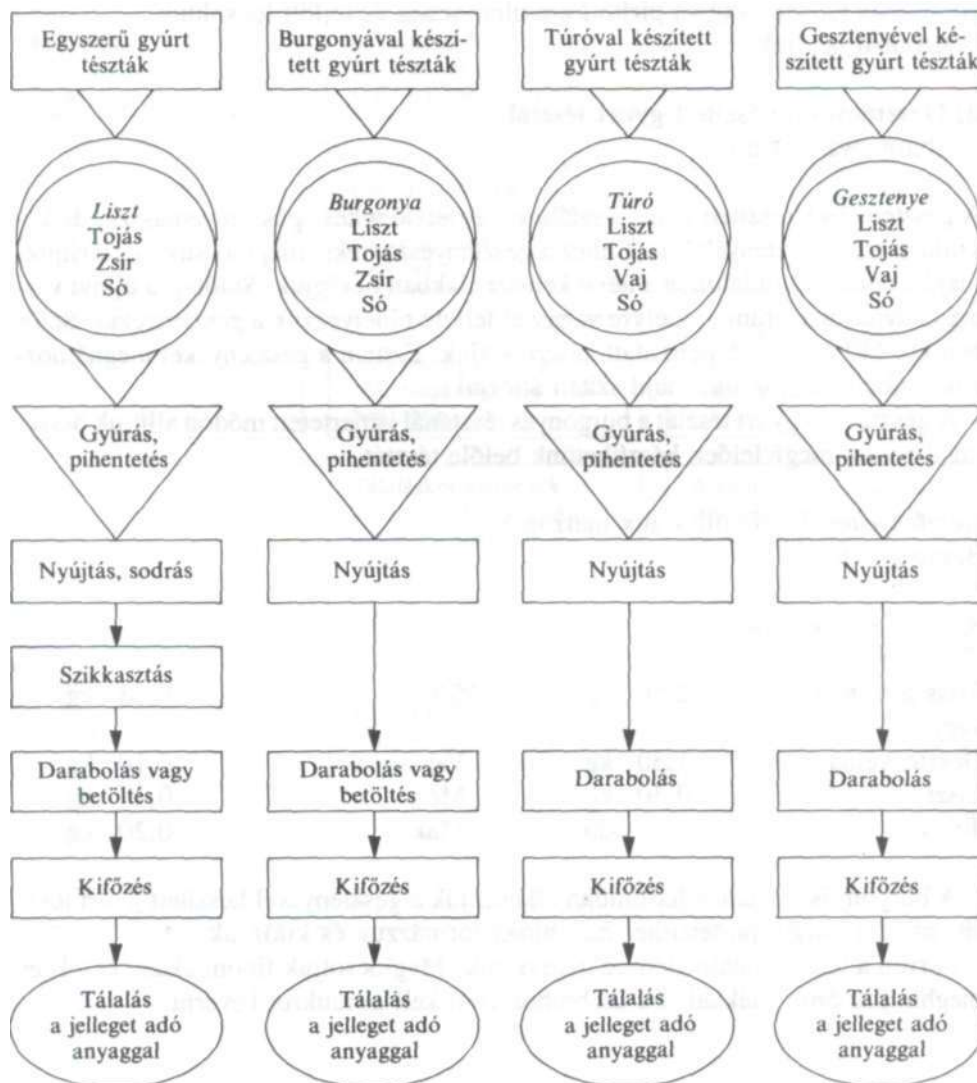 Egyszerű gyúrt
tészták
Liszt
Tojás
Zsír
Só
Gyúrás,
pihentetés
Nyújtás, sodrás
Szikkasztás
Darabolás vagy
betöltés
Kifőzés
Tálalás
a jelleget adó
anyaggal
Burgonyával készí-
tett gyúrt tészták
Burgonya
Liszt
Tojás
Zsír
Só
Gyúrás,
pihentetés
Nyújtás
Darabolás vagy
betöltés
Kifőzés
Tálalás
a jelleget adó
anyaggal
Túróval készített
gyúrt tészták
Túró
Liszt
Tojás
Vaj
Só
Gyúrás,
pihentetés
Nyújtás
Darabolás
Kifőzés
Tálalás
a jelleget adó
anyaggal
Gesztenyével ké-
szített gyúrt tészták
Gesztenye
Liszt
Tojás
Vaj
Só
Gyúrás,
pihentetés
Nyújtás
Darabolás
Kifőzés
Tálalás
a jelleget adó
anyaggal